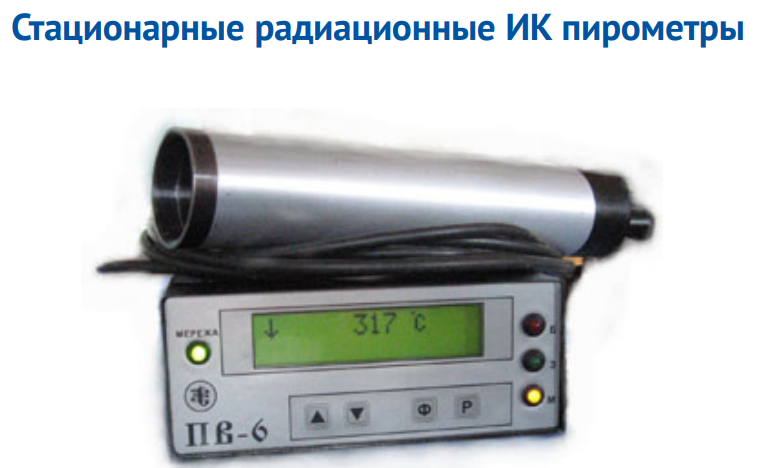 Стационарные радиационные ИК пирометры
МЕРЕЖА
↓ 317 °C
Б
З
М
▲ ▼ Ф Р
ПВ-6